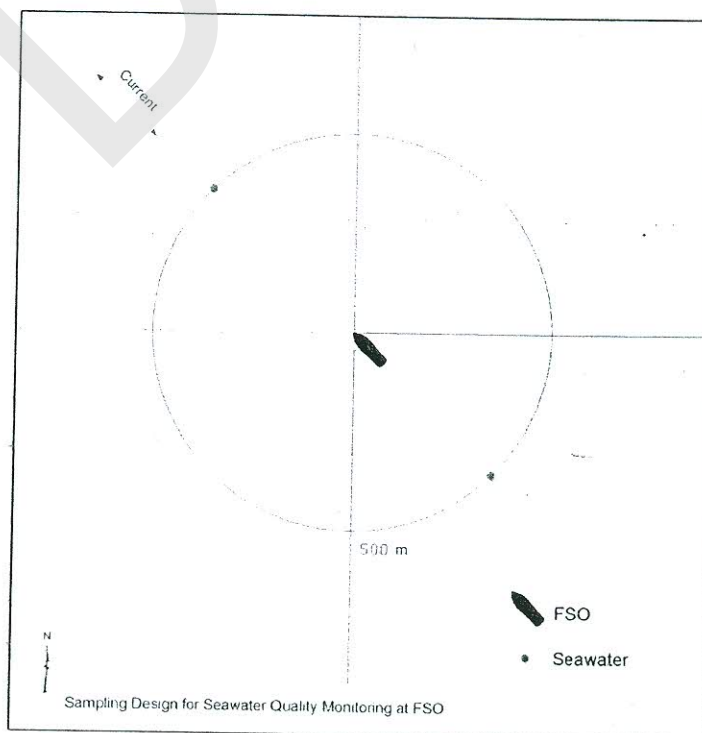 Current
500 m
FSO
Seawater
N
Sampling Design for Seawater Quality Monitoring at FSO